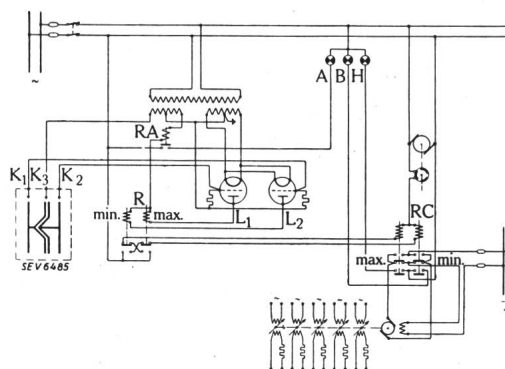 ~
A B H
RA
K1 K3 K2
R
min. max.
L1 L2
RC
max. min.
SEV 6485
~ ~ ~ ~ ~